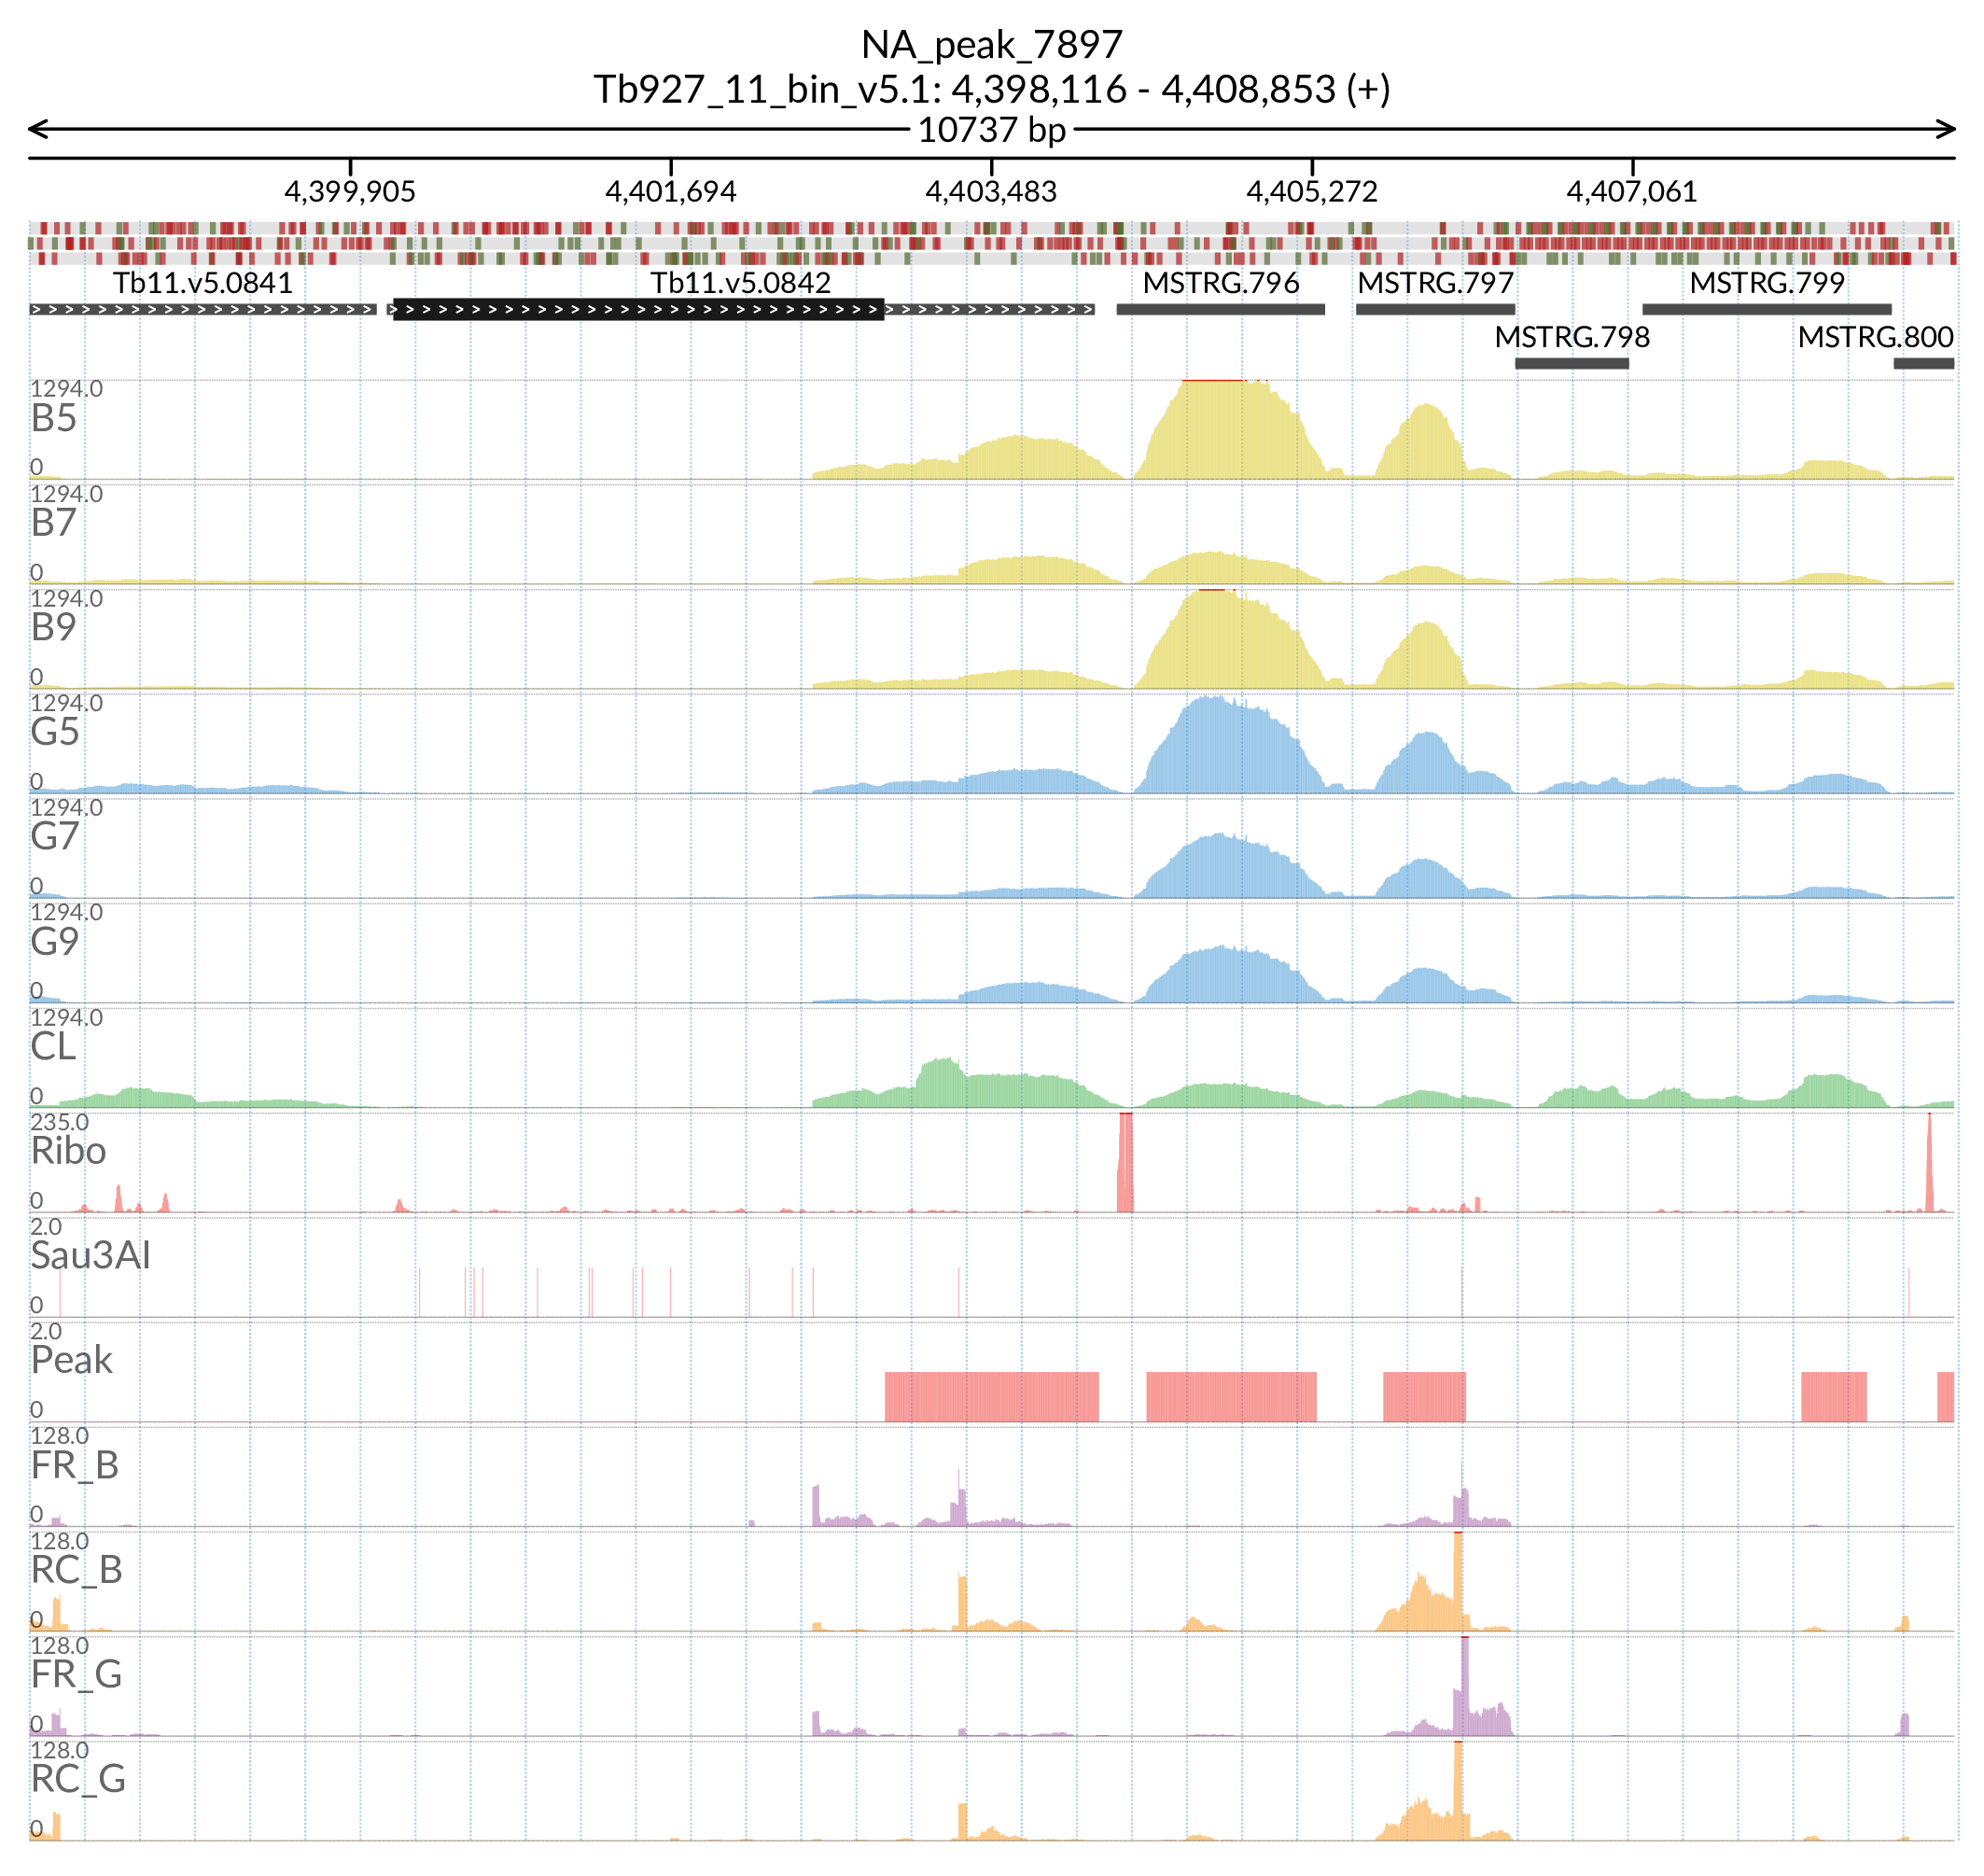 NA_peak_7897
Tb927_11_bin_v5.1: 4,398,116 - 4,408,853 (+)
10737 bp
4,399,905 4,401,694 4,403,483 4,405,272 4,407,061
Tb11.v5.0841 Tb11.v5.0842 MSTRG.796 MSTRG.797 MSTRG.799
MSTRG.798 MSTRG.800
1294.0
B5
0
1294.0
B7
0
1294.0
B9
0
1294.0
G5
0
1294.0
G7
0
1294.0
G9
0
1294.0
CL
0
235.0
Ribo
0
2.0
Sau3AI
0
2.0
Peak
0
128.0
FR_B
0
128.0
RC_B
0
128.0
FR_G
0
128.0
RC_G
0